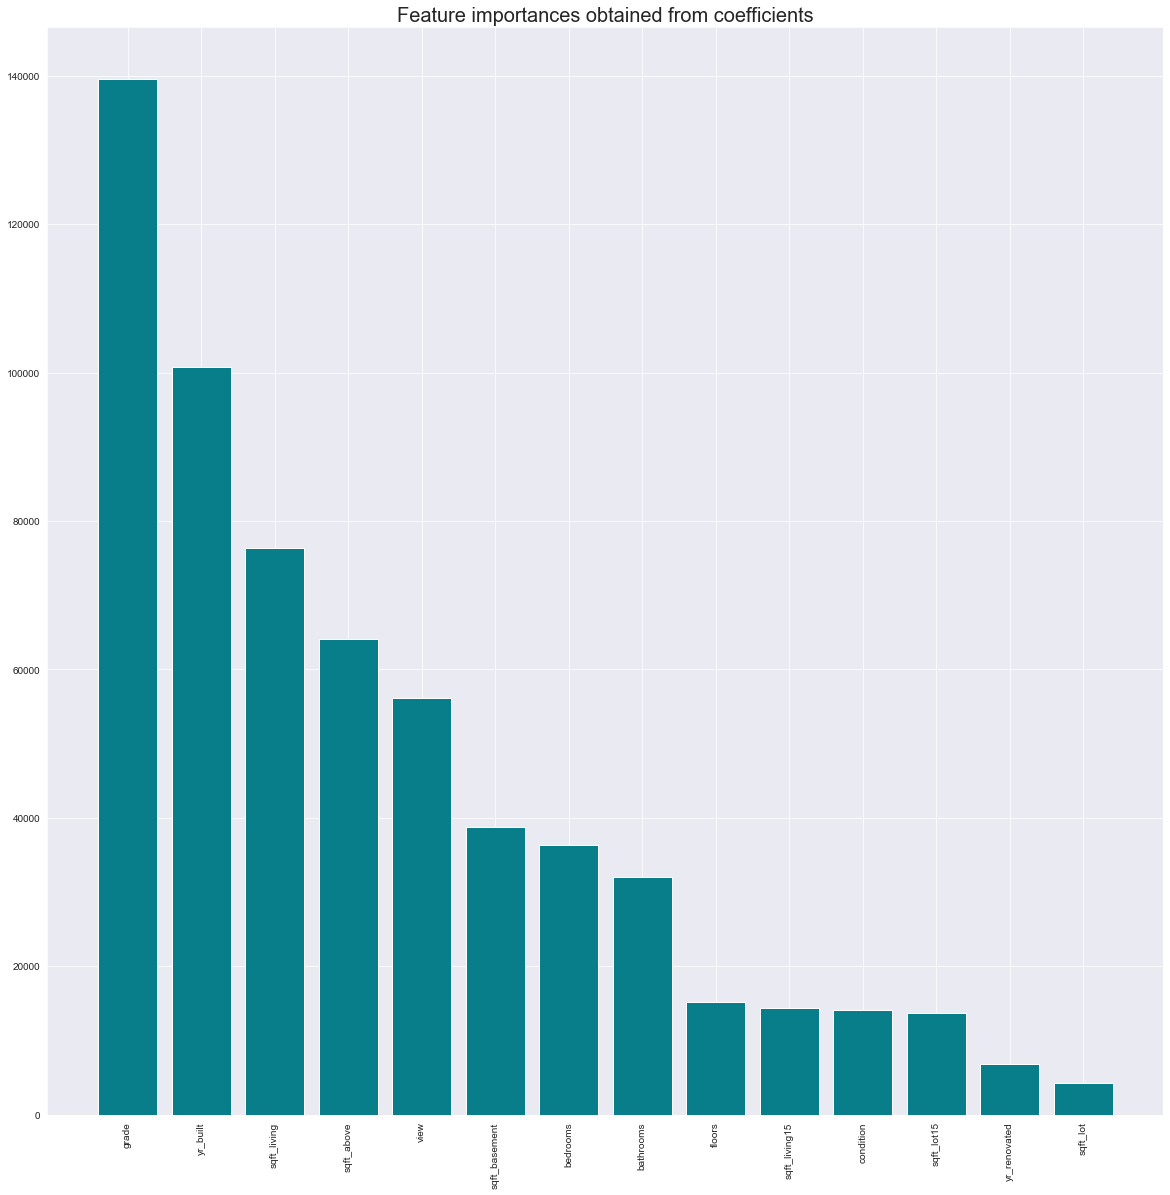 Feature importances obtained from coefficients
140000
120000
100000
80000
60000
40000
20000
0
grade
yr_built
sqft_living
sqft_above
view
sqft_basement
bedrooms
bathrooms
floors
sqft_living15
condition
sqft_lot15
yr_renovated
sqft_lot